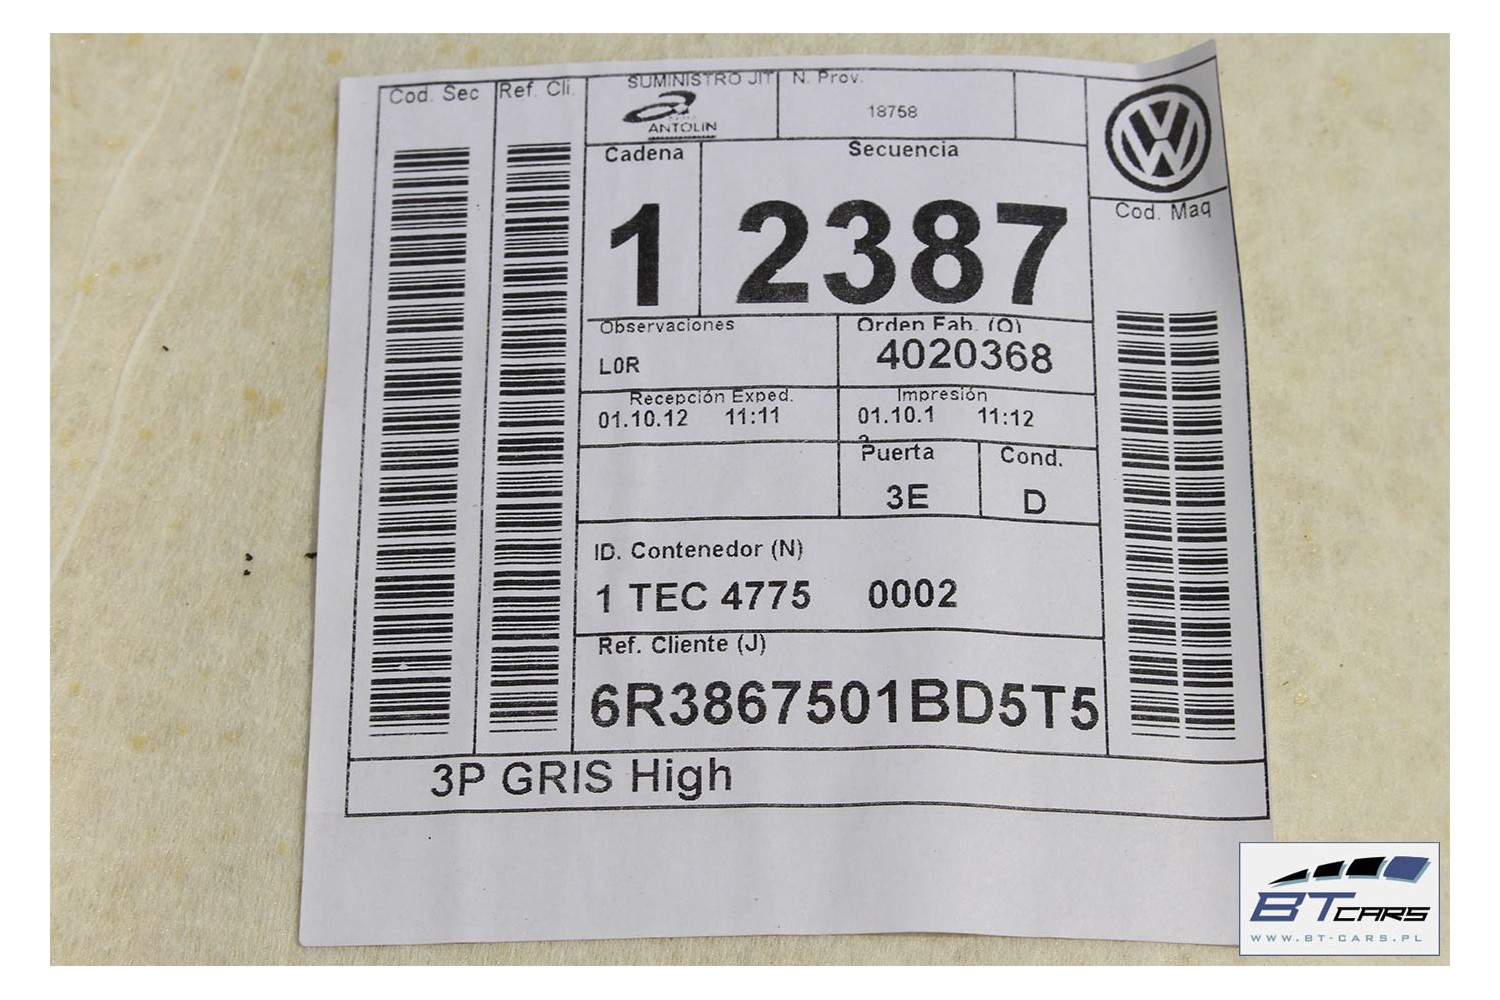 Cod. Sec
Ref. Cli.
SUMINISTRO JIT
ANTOLIN
N. Prov.
18758
Cadena
1
Secuencia
2387
Cod. Maq
Observaciones
L0R
Orden Fab. (O)
4020368
Recepción Exped.
01.10.12 11:11
Impresión
01.10.1 11:12
2
Puerta
3E
Cond.
D
ID. Contenedor (N)
1 TEC 4775 0002
Ref. Cliente (J)
6R3867501BD5T5
3P GRIS High
BT CARS
WWW.BT-CARS.PL